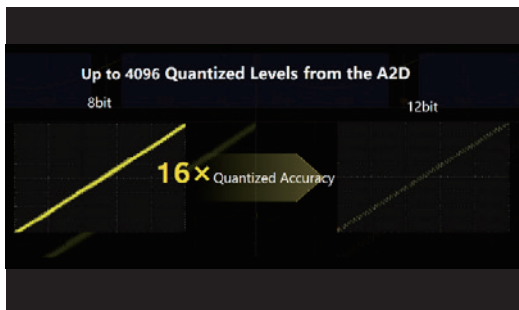 Up to 4096 Quantized Levels from the A2D
8bit
12bit
16× Quantized Accuracy